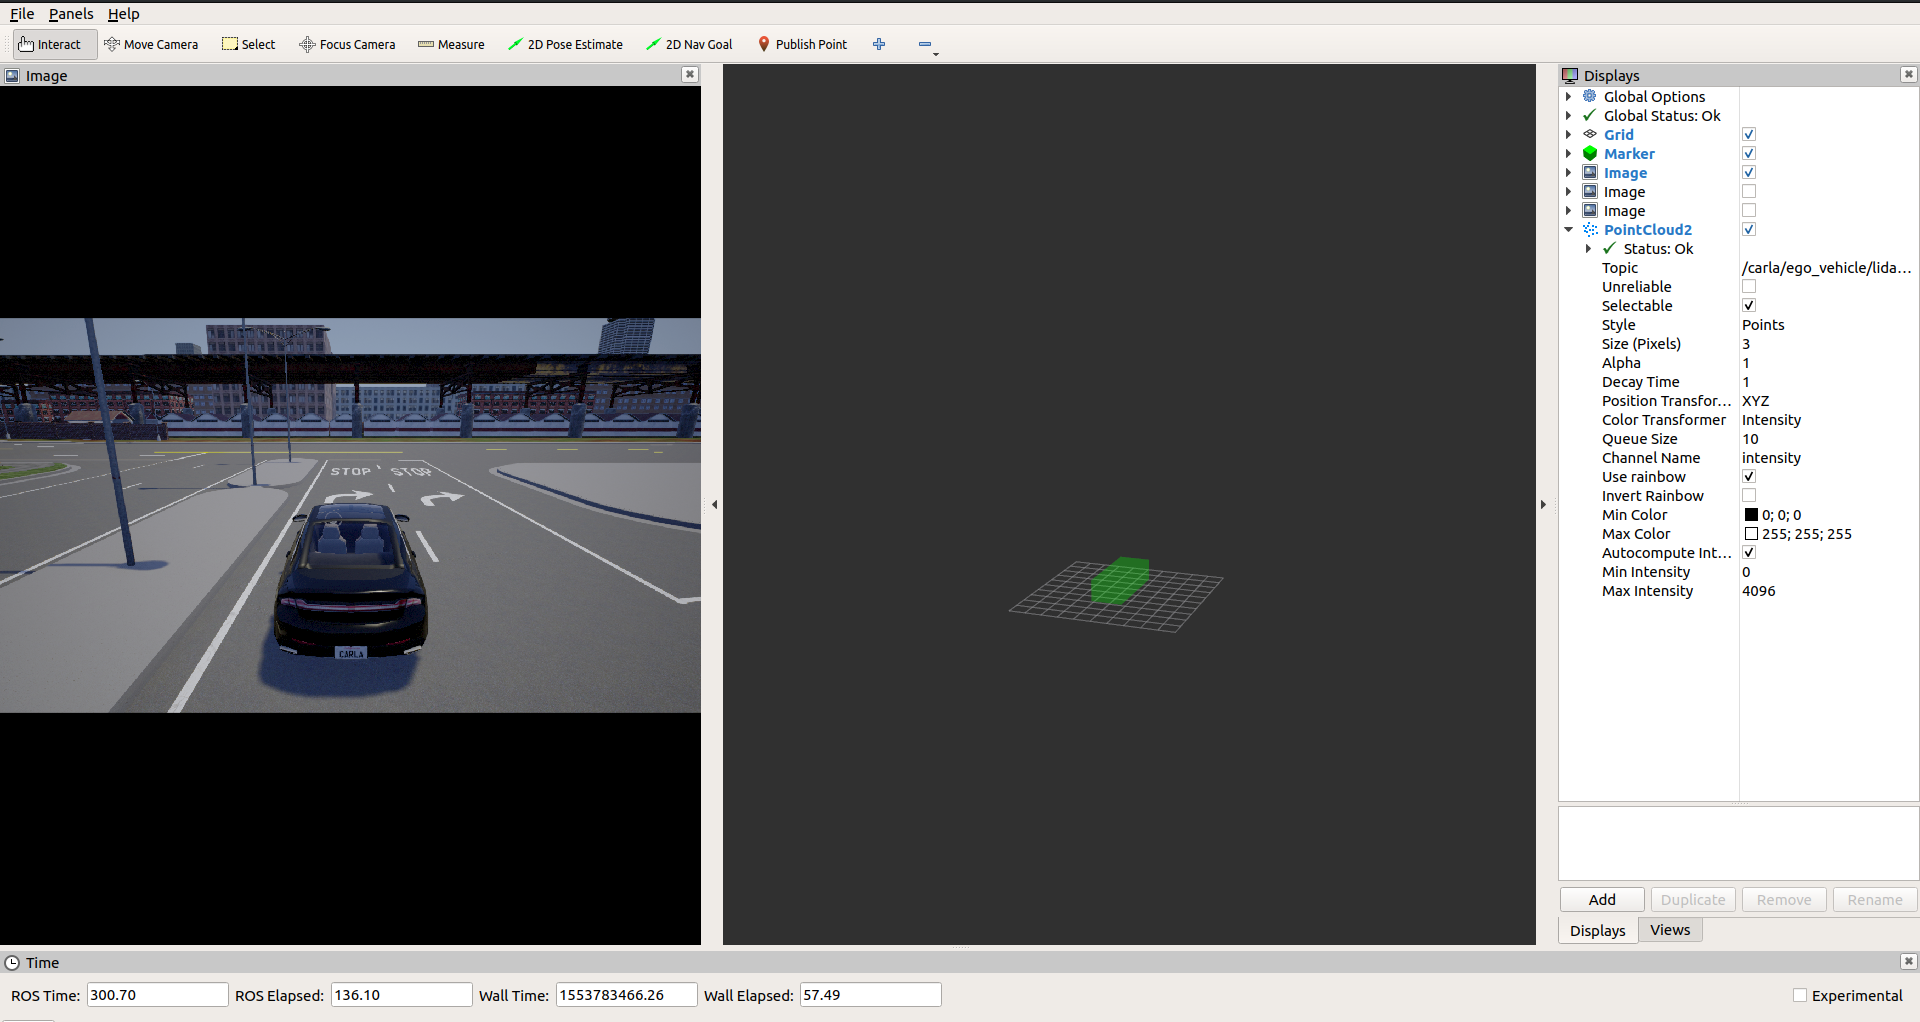 File Panels Help
Interact Move Camera Select Focus Camera Measure 2D Pose Estimate 2D Nav Goal Publish Point
Image
STOP STOP
CARLA
Displays
Global Options
Global Status: Ok
Grid
Marker
Image
Image
Image
PointCloud2
Status: Ok
Topic /carla/ego_vehicle/lida...
Unreliable
Selectable
Style Points
Size (Pixels) 3
Alpha 1
Decay Time 1
Position Transfor... XYZ
Color Transformer Intensity
Queue Size 10
Channel Name intensity
Use rainbow
Invert Rainbow
Min Color 0; 0; 0
Max Color 255; 255; 255
Autocompute Int...
Min Intensity 0
Max Intensity 4096
Add Duplicate Remove Rename
Displays Views
Time
ROS Time: 300.70 ROS Elapsed: 136.10 Wall Time: 1553783466.26 Wall Elapsed: 57.49 Experimental